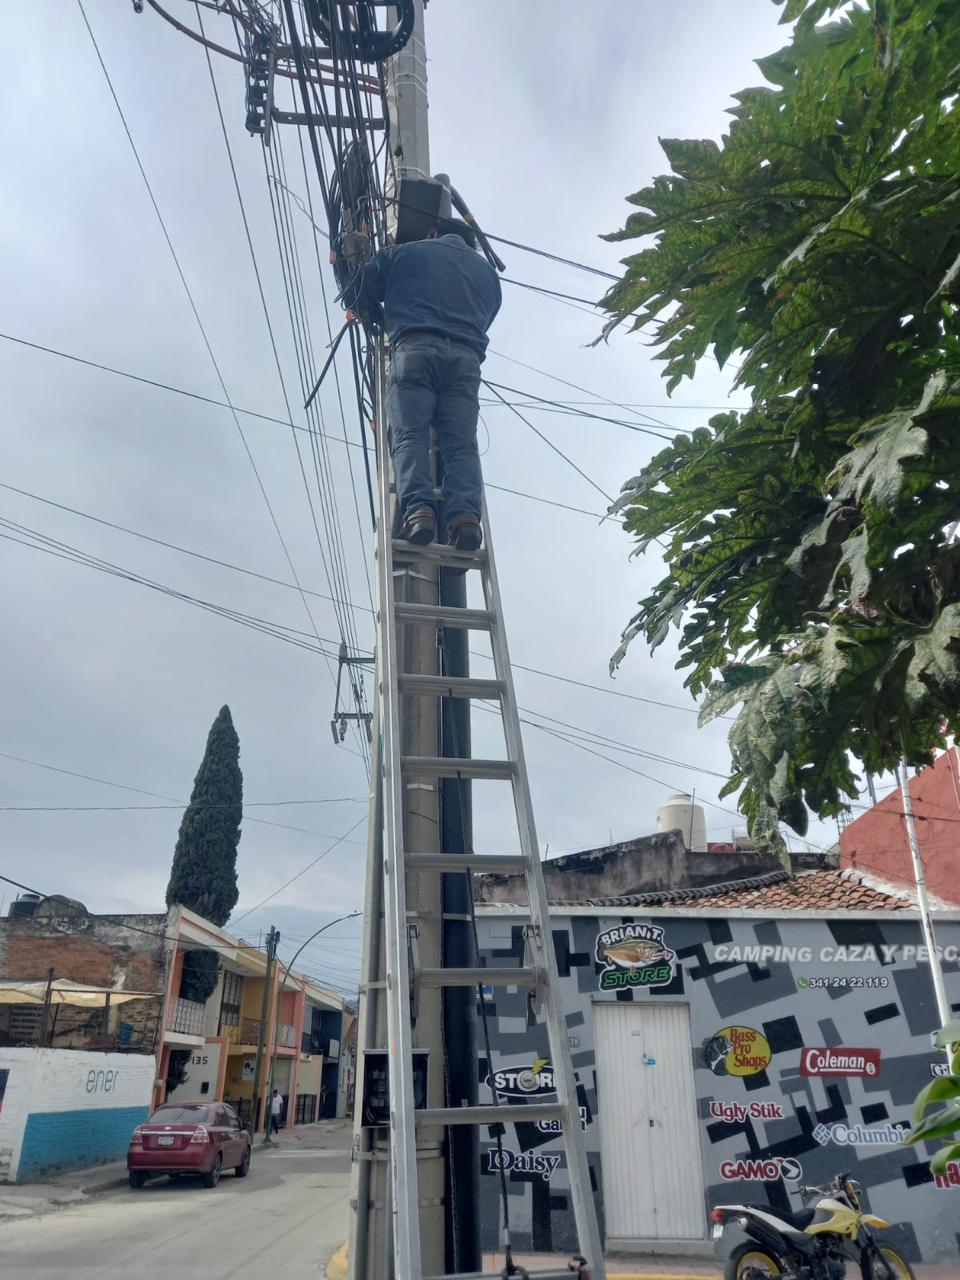 BRIANT
STORE
CAMPING CAZA Y PESC
341 24 22 119
Bass
Pro
Shops
Coleman
STOR
Ugly Stik
Columbia
Daisy
GAMO
ener
135